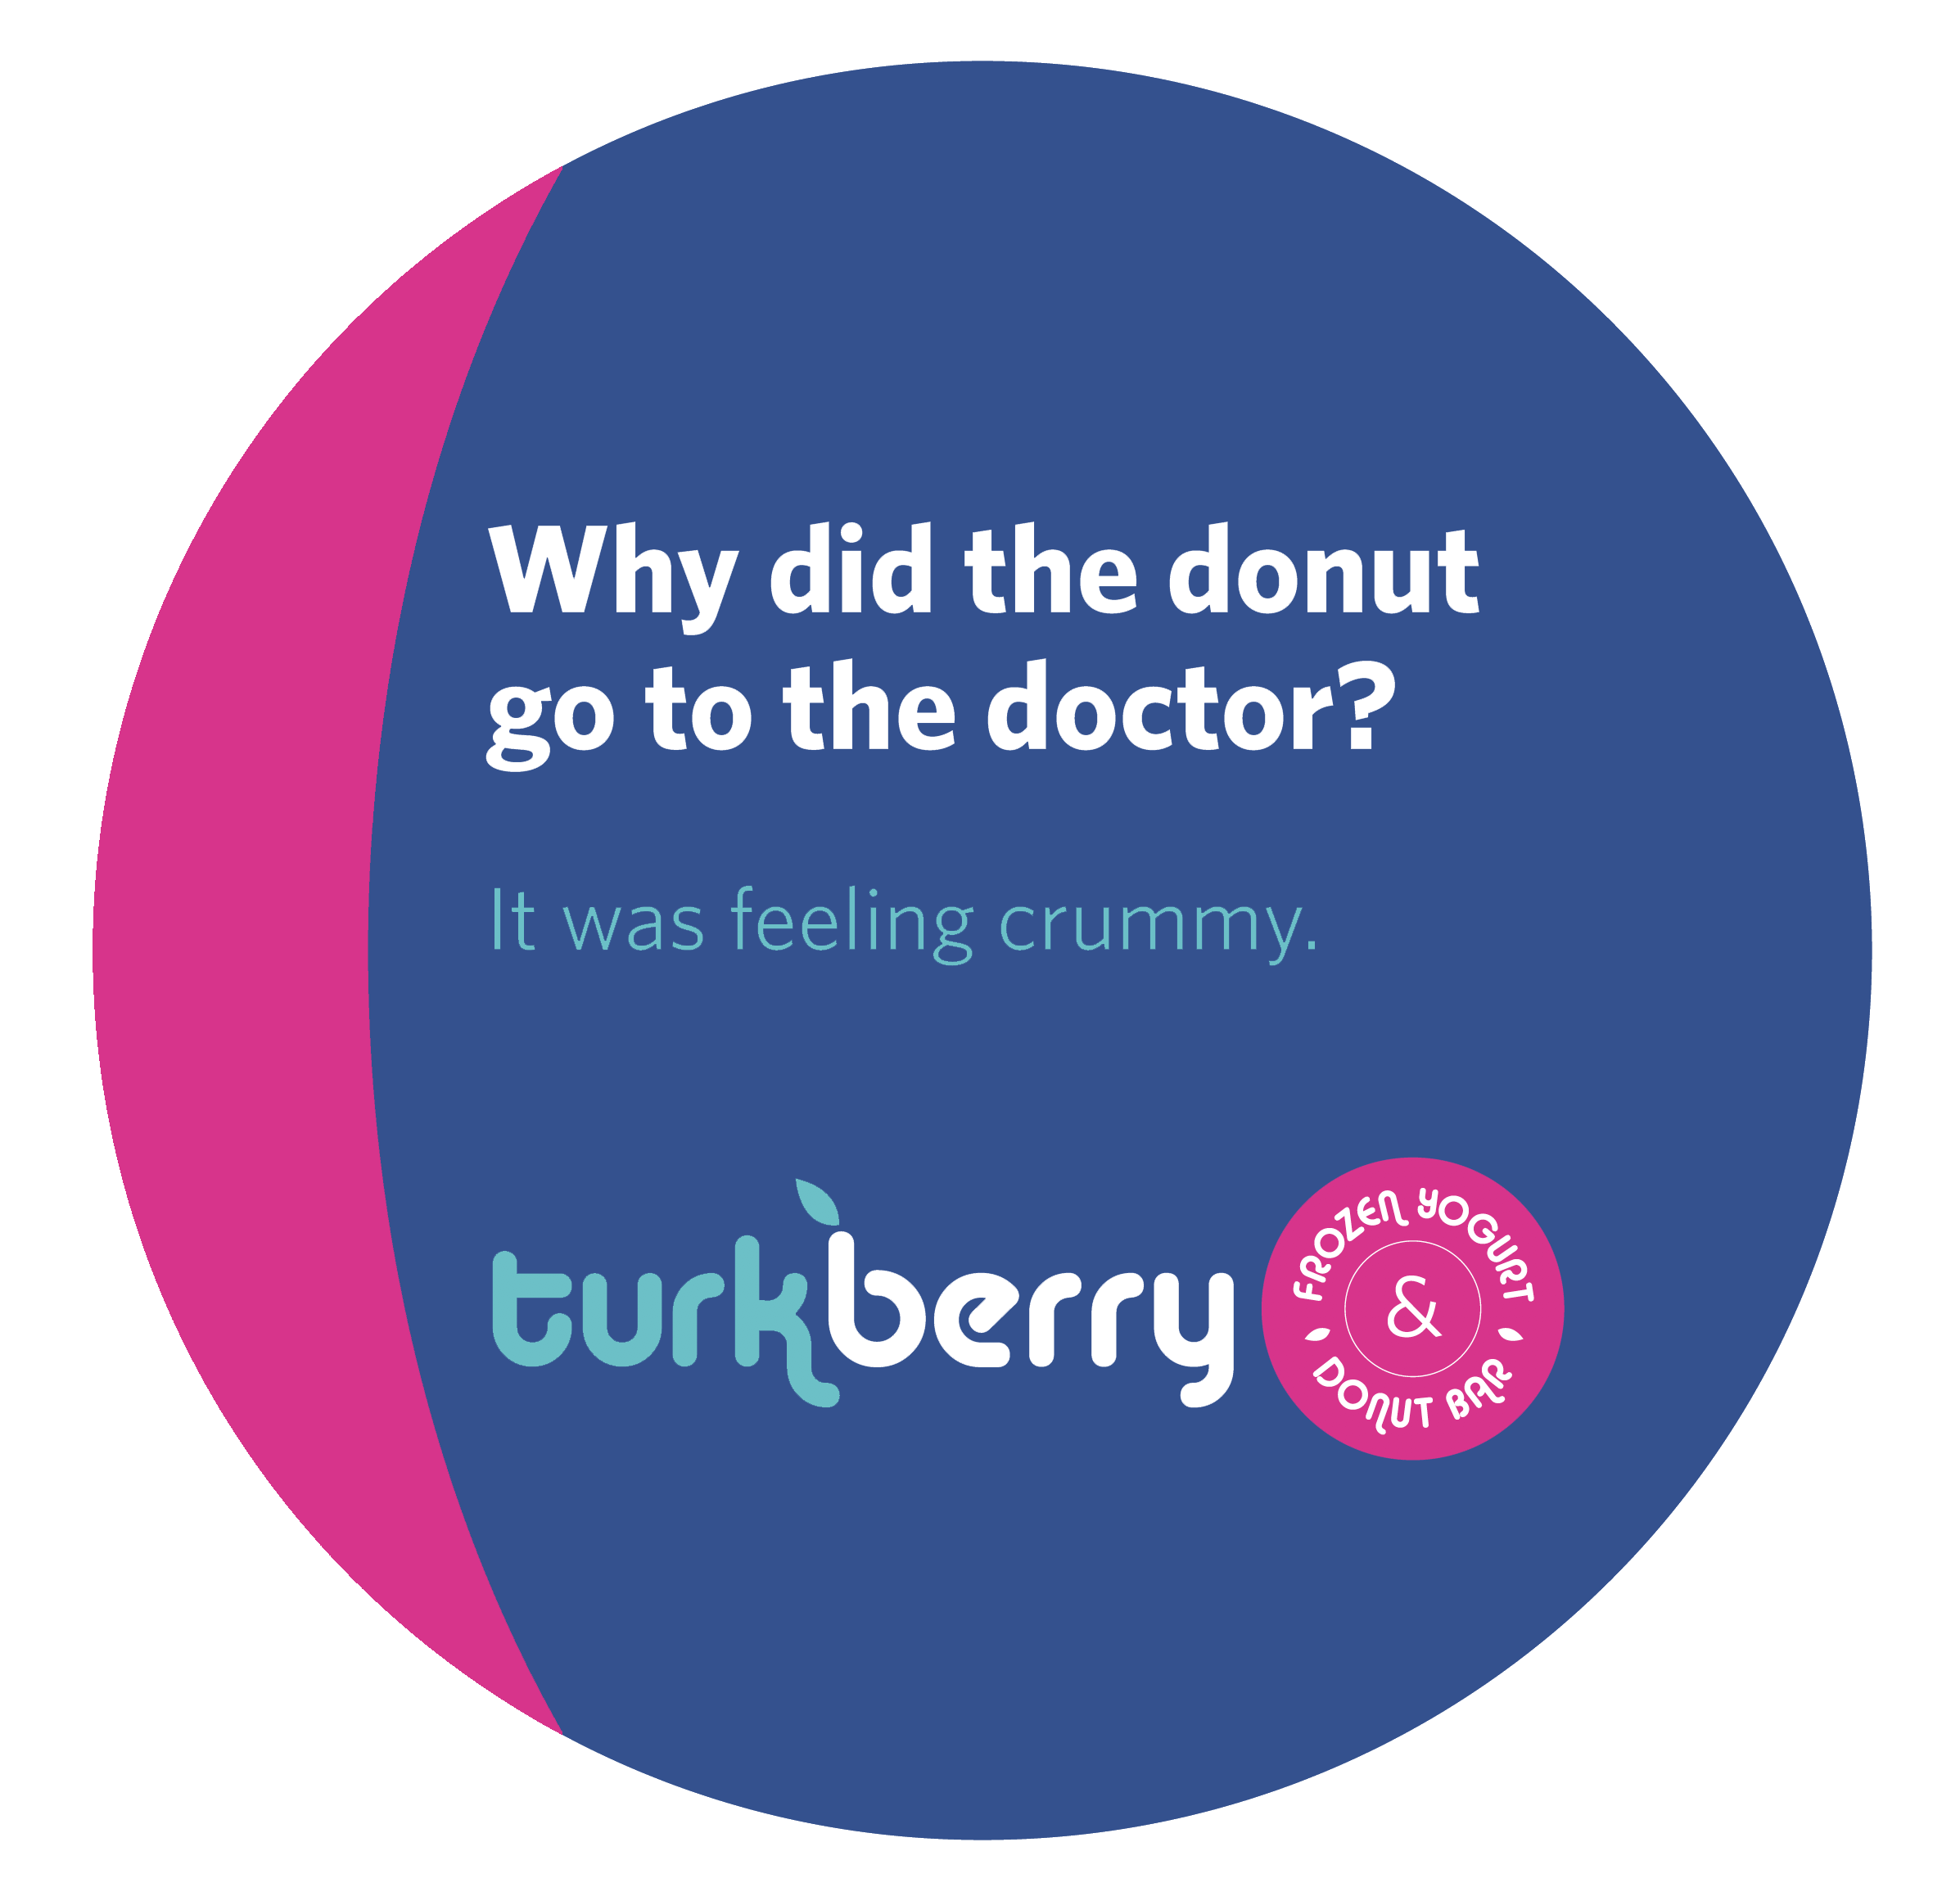 Why did the donut
go to the doctor?
It was feeling crummy.
turkberry
FROZEN YOGURT
&
DONUT BAR